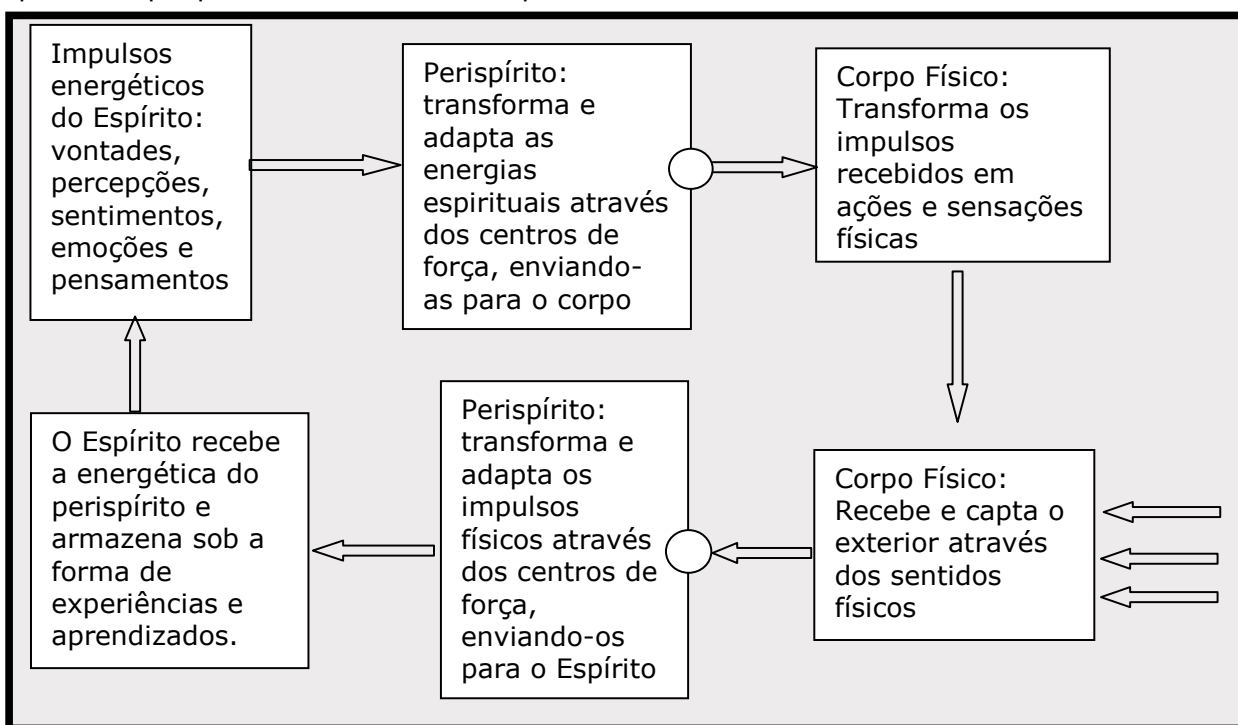 Impulsos
energéticos
do Espírito:
vontades,
percepções,
sentimentos,
emoções e
pensamentos
Perispírito:
transforma e
adapta as
energias
espirituais através
dos centros de
força, enviando-
as para o corpo
Corpo Físico:
Transforma os
impulsos
recebidos em
ações e sensações
físicas
Corpo Físico:
Recebe e capta o
exterior através
dos sentidos
físicos
Perispírito:
transforma e
adapta os
impulsos
físicos através
dos centros de
força,
enviando-os
para o Espírito
O Espírito recebe
a energética do
perispírito e
armazena sob a
forma de
experiências e
aprendizados.